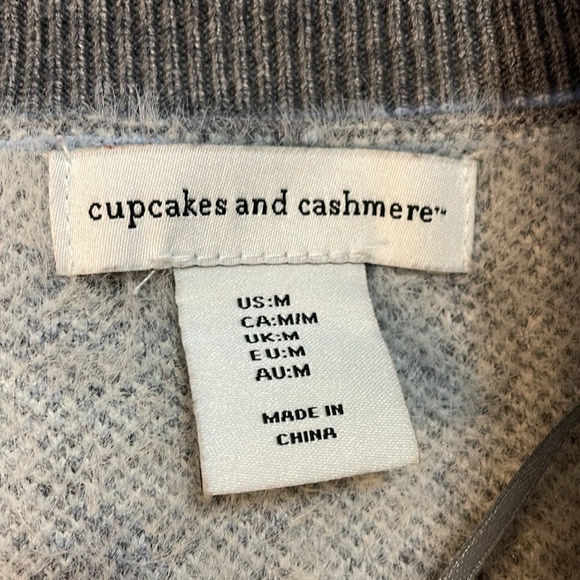 cupcakes and cashmere™
US:M
CA:M/M
UK:M
EU:M
AU:M
MADE IN
CHINA